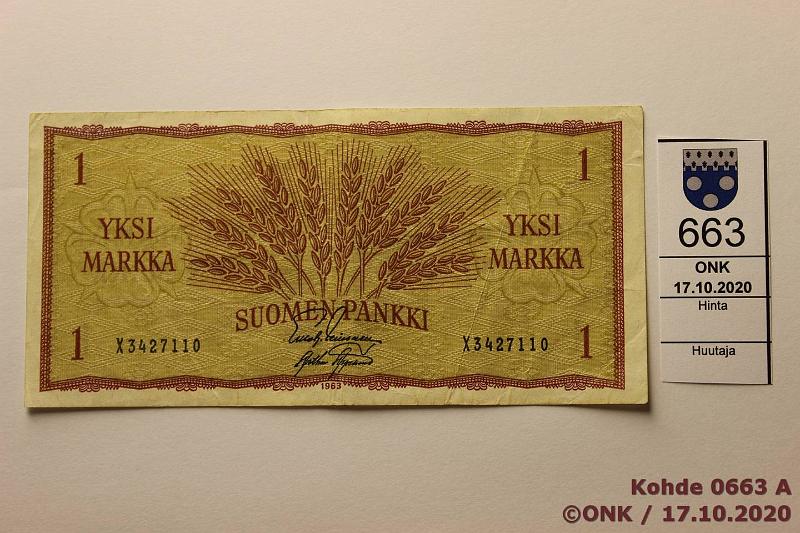 1
1
YKSI
MARKKA
YKSI
MARKKA
SUOMEN PANKKI
X3427110
X3427110
1
1
1963
663
ONK
17.10.2020
Hinta
Huutaja
Kohde 0663 A
©ONK / 17.10.2020